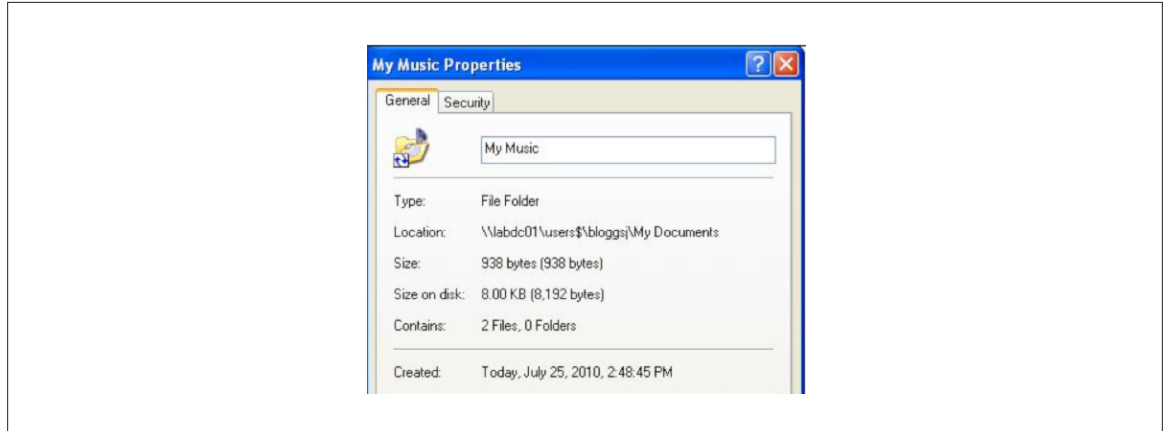 My Music Properties
General Security
My Music
Type: File Folder
Location: \\labdc01\users$\bloggsj\My Documents
Size: 938 bytes (938 bytes)
Size on disk: 8.00 KB (8,192 bytes)
Contains: 2 Files, 0 Folders
Created: Today, July 25, 2010, 2:48:45 PM